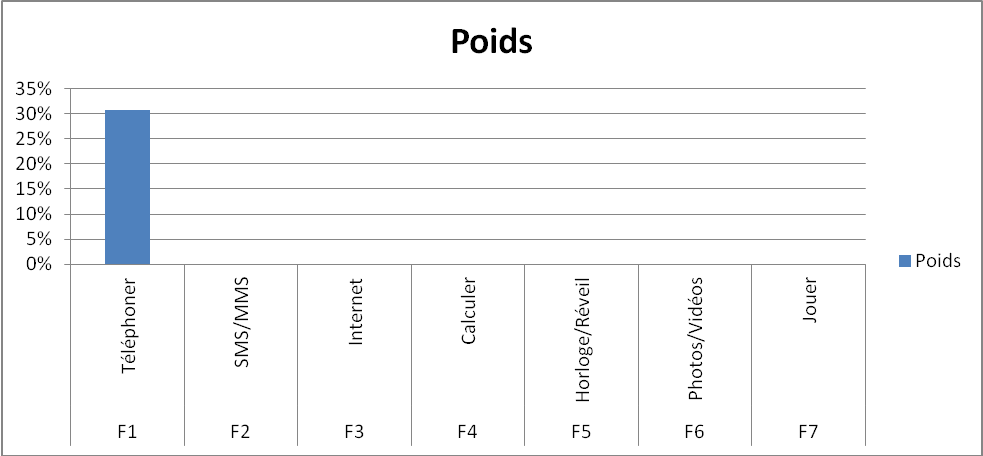 Poids
35%
30%
25%
20%
15%
10%
5%
0%
Téléphoner
SMS/MMS
Internet
Calculer
Horloge/Réveil
Photos/Vidéos
Jouer
F1 F2 F3 F4 F5 F6 F7
Poids